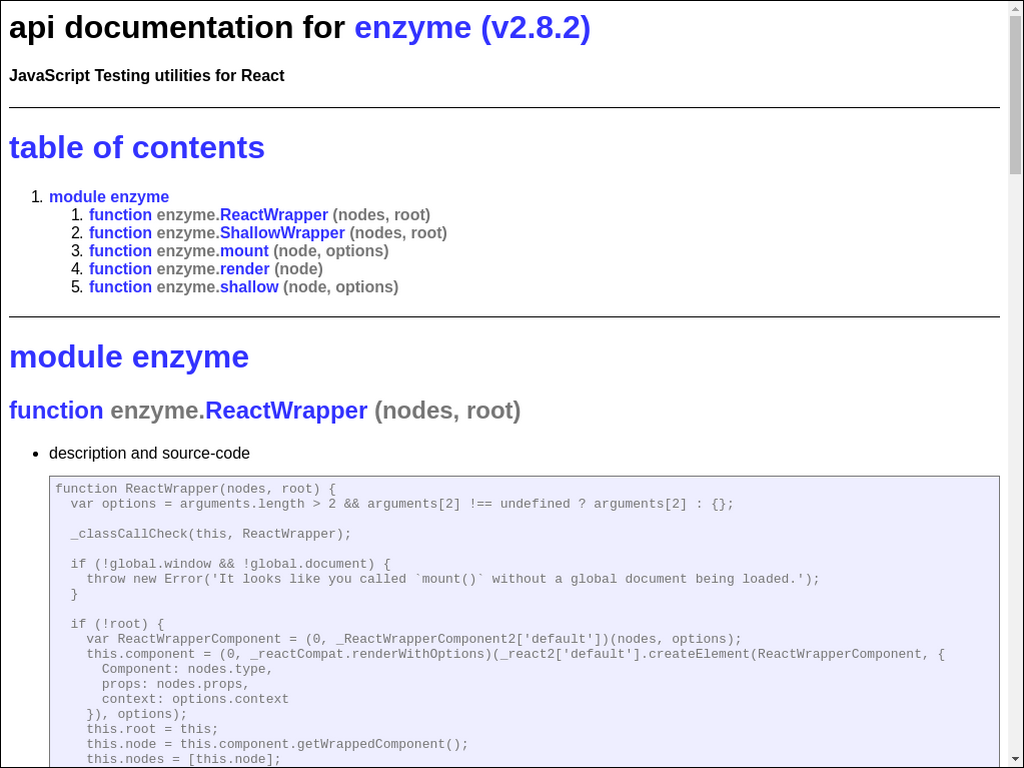 api documentation for enzyme (v2.8.2)
JavaScript Testing utilities for React
table of contents
1. module enzyme
1. function enzyme.ReactWrapper (nodes, root)
2. function enzyme.ShallowWrapper (nodes, root)
3. function enzyme.mount (node, options)
4. function enzyme.render (node)
5. function enzyme.shallow (node, options)
module enzyme
function enzyme.ReactWrapper (nodes, root)
• description and source-code
function ReactWrapper(nodes, root) {
  var options = arguments.length > 2 && arguments[2] !== undefined ? arguments[2] : {};
  _classCallCheck(this, ReactWrapper);
  if (!global.window && !global.document) {
    throw new Error('It looks like you called `mount()` without a global document being loaded.');
  }
  if (!root) {
    var ReactWrapperComponent = (0, _ReactWrapperComponent2['default'])(nodes, options);
    this.component = (0, _reactCompat.renderWithOptions)(_react2['default'].createElement(ReactWrapperComponent, {
      Component: nodes.type,
      props: nodes.props,
      context: options.context
    }), options);
    this.root = this;
    this.node = this.component.getWrappedComponent();
    this.nodes = [this.node];